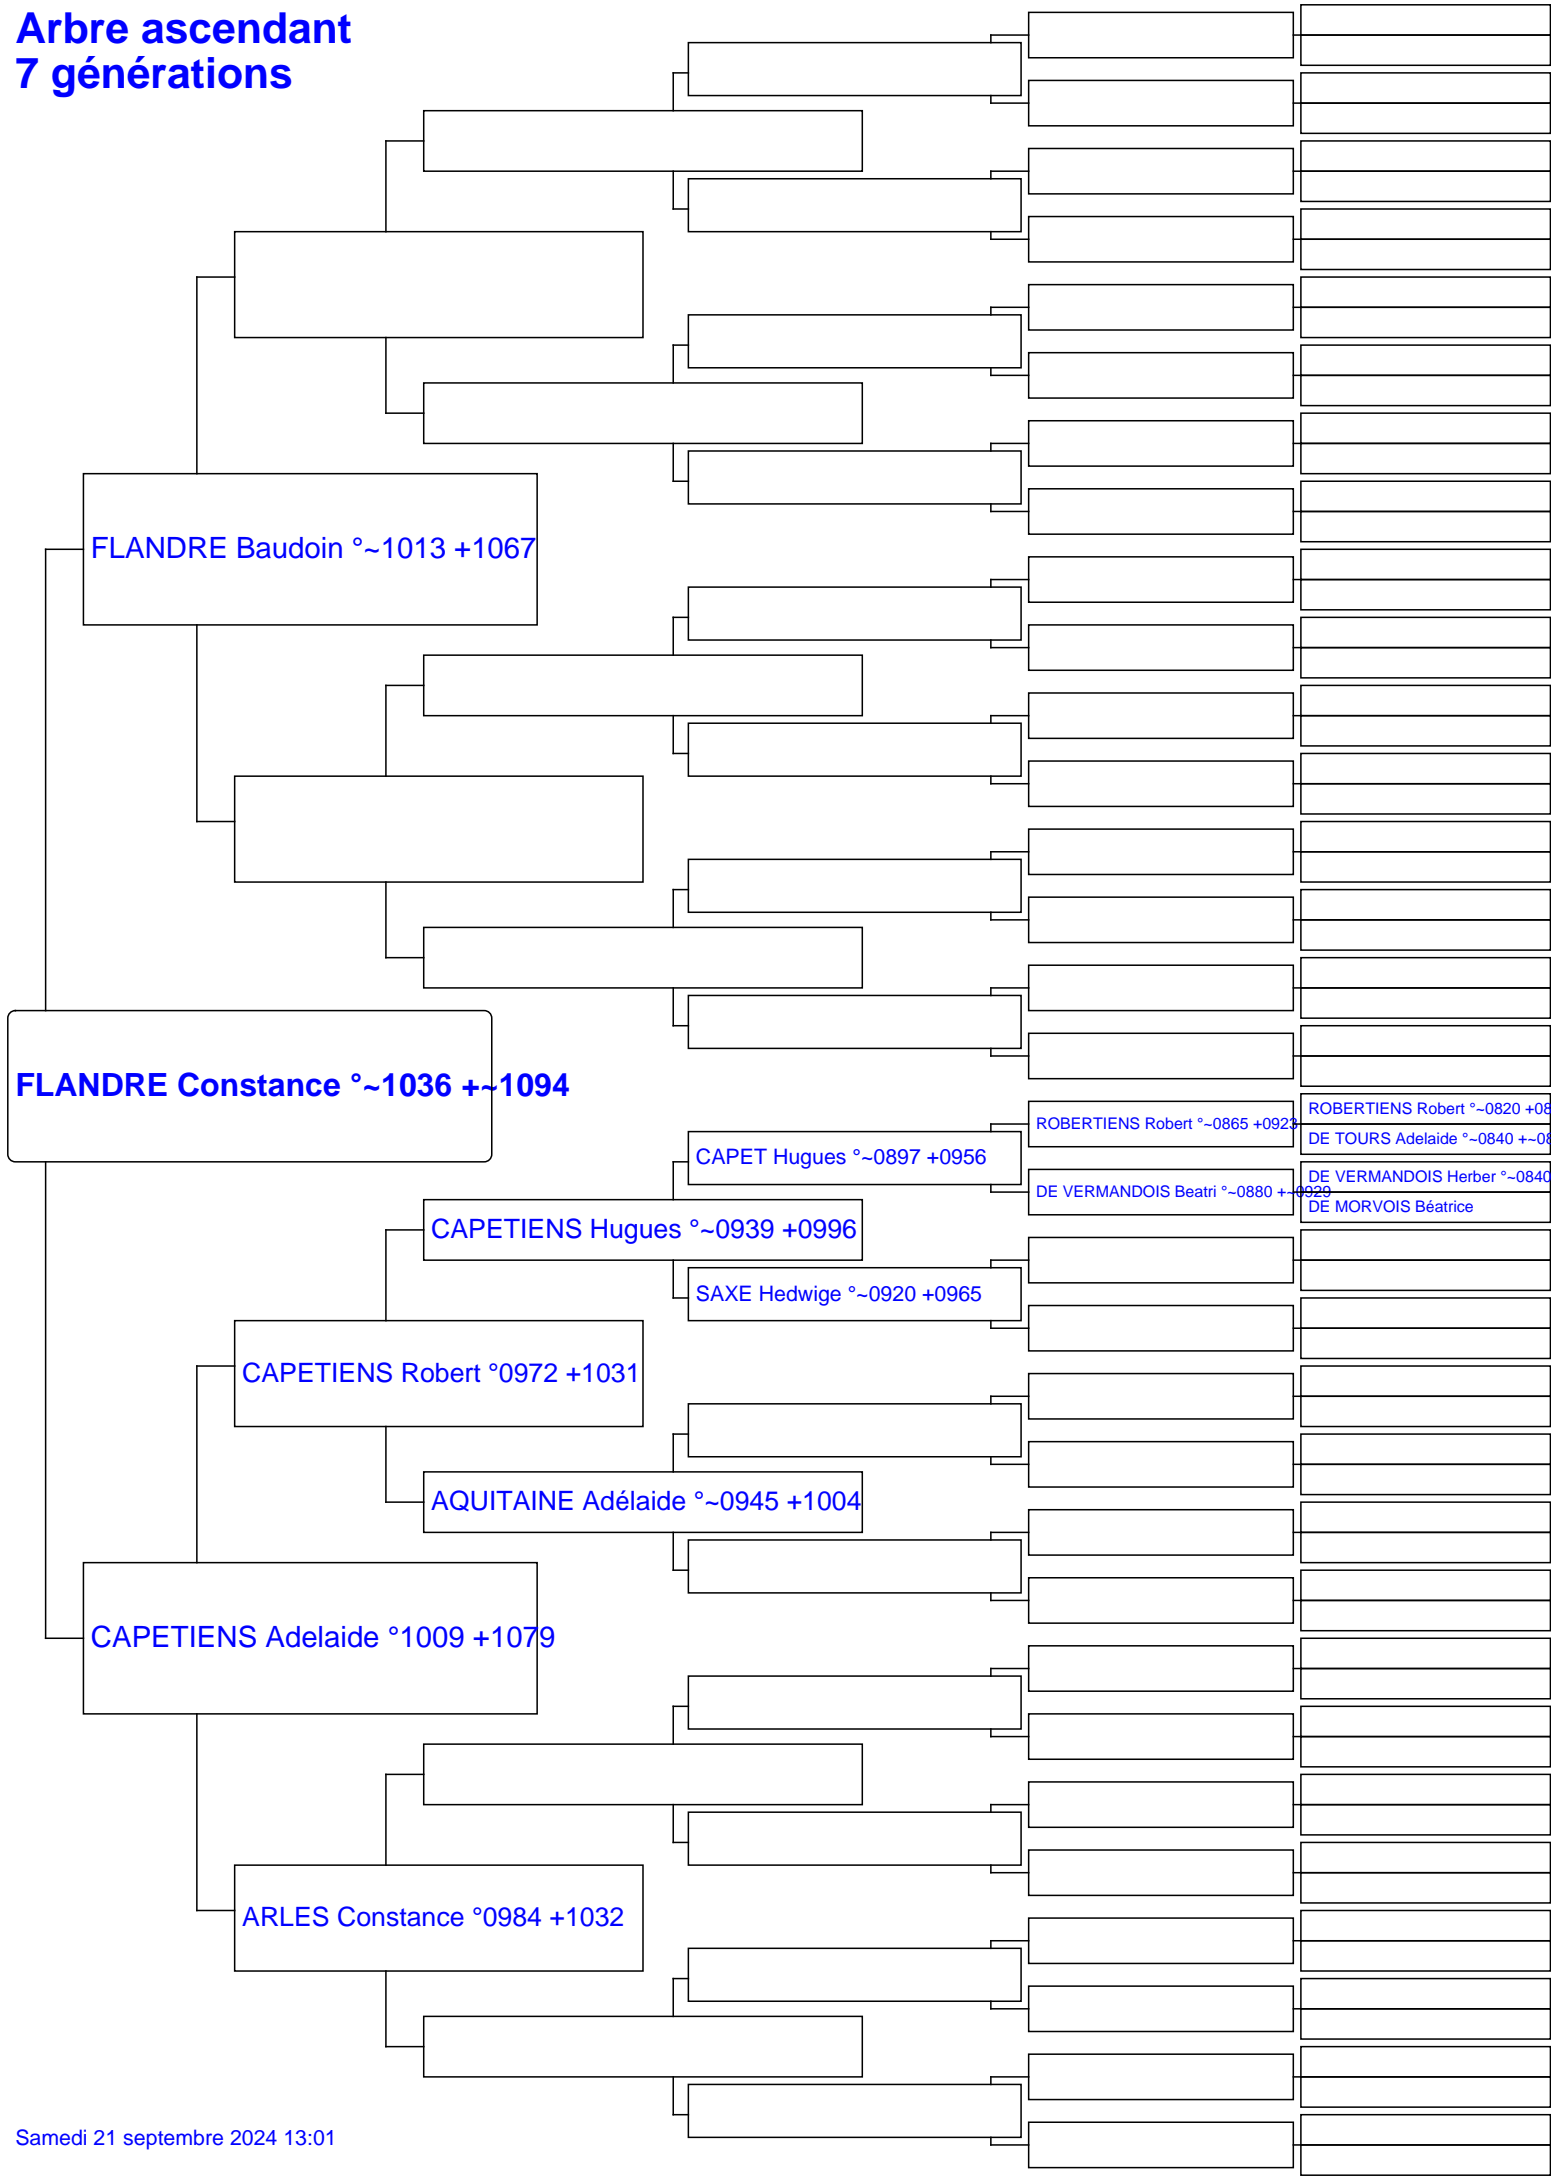 Arbre ascendant
7 générations
FLANDRE Baudoin °~1013 +1067
FLANDRE Constance °~1036 +~1094
ROBERTIENS Robert °~0820 +08
ROBERTIENS Robert °~0865 +0923
DE TOURS Adelaide °~0840 +~08
CAPET Hugues °~0897 +0956
DE VERMANDOIS Herber °~0840
DE VERMANDOIS Beatri °~0880 +~0929
DE MORVOIS Béatrice
CAPETIENS Hugues °~0939 +0996
SAXE Hedwige °~0920 +0965
CAPETIENS Robert °0972 +1031
AQUITAINE Adélaide °~0945 +1004
CAPETIENS Adelaide °1009 +1079
ARLES Constance °0984 +1032
Samedi 21 septembre 2024 13:01